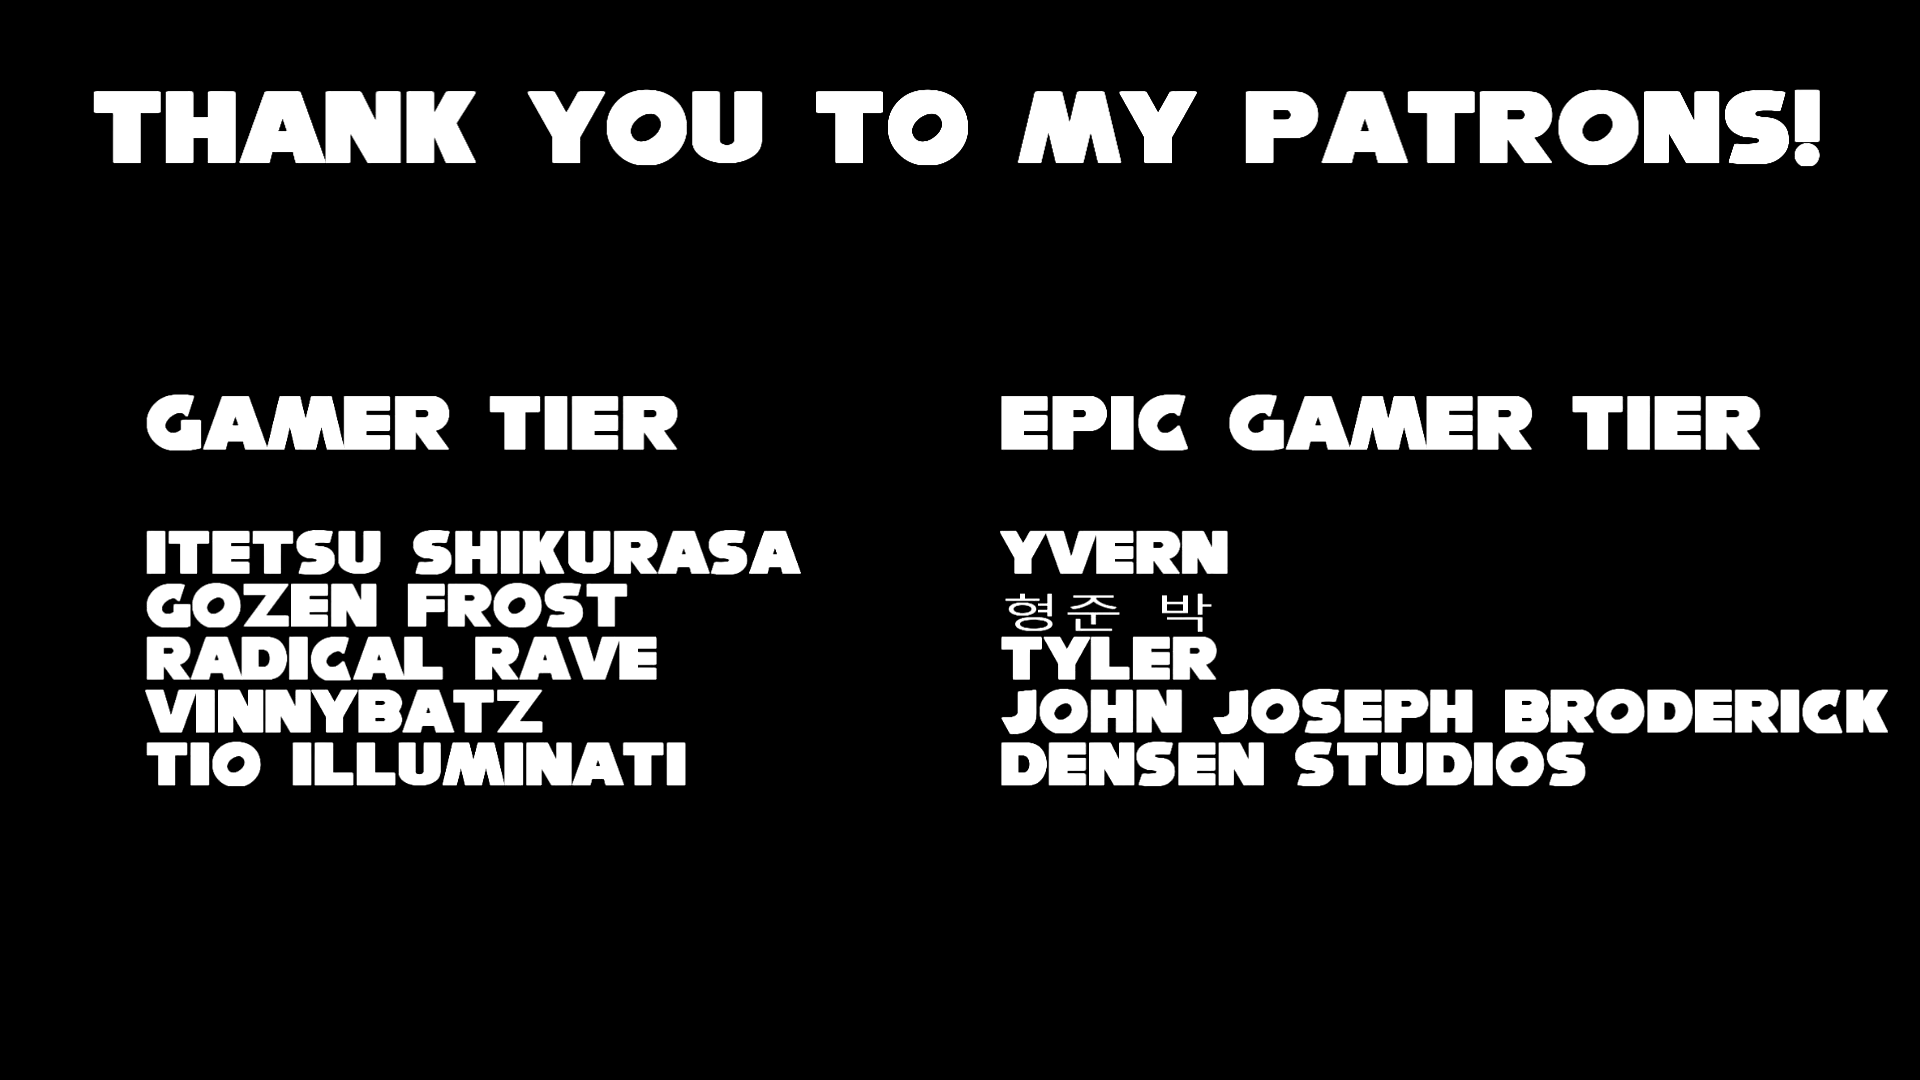 THANK YOU TO MY PATRONS!
GAMER TIER
ITETSU SHIKURASA
GOZEN FROST
RADICAL RAVE
VINNYBATZ
TIO ILLUMINATI
EPIC GAMER TIER
YVERN
형준 박
TYLER
JOHN JOSEPH BRODERICK
DENSEN STUDIOS